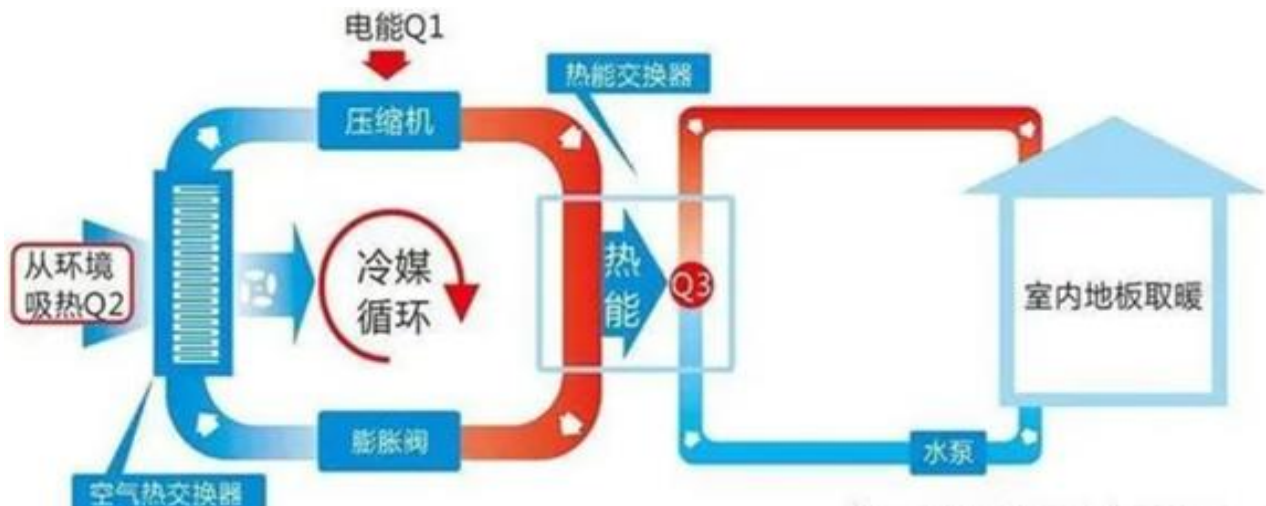 电能Q1
热能交换器
压缩机
从环境
吸热Q2
冷媒
循环
热
能
Q3
室内地板取暖
膨胀阀
水泵
空气热交换器